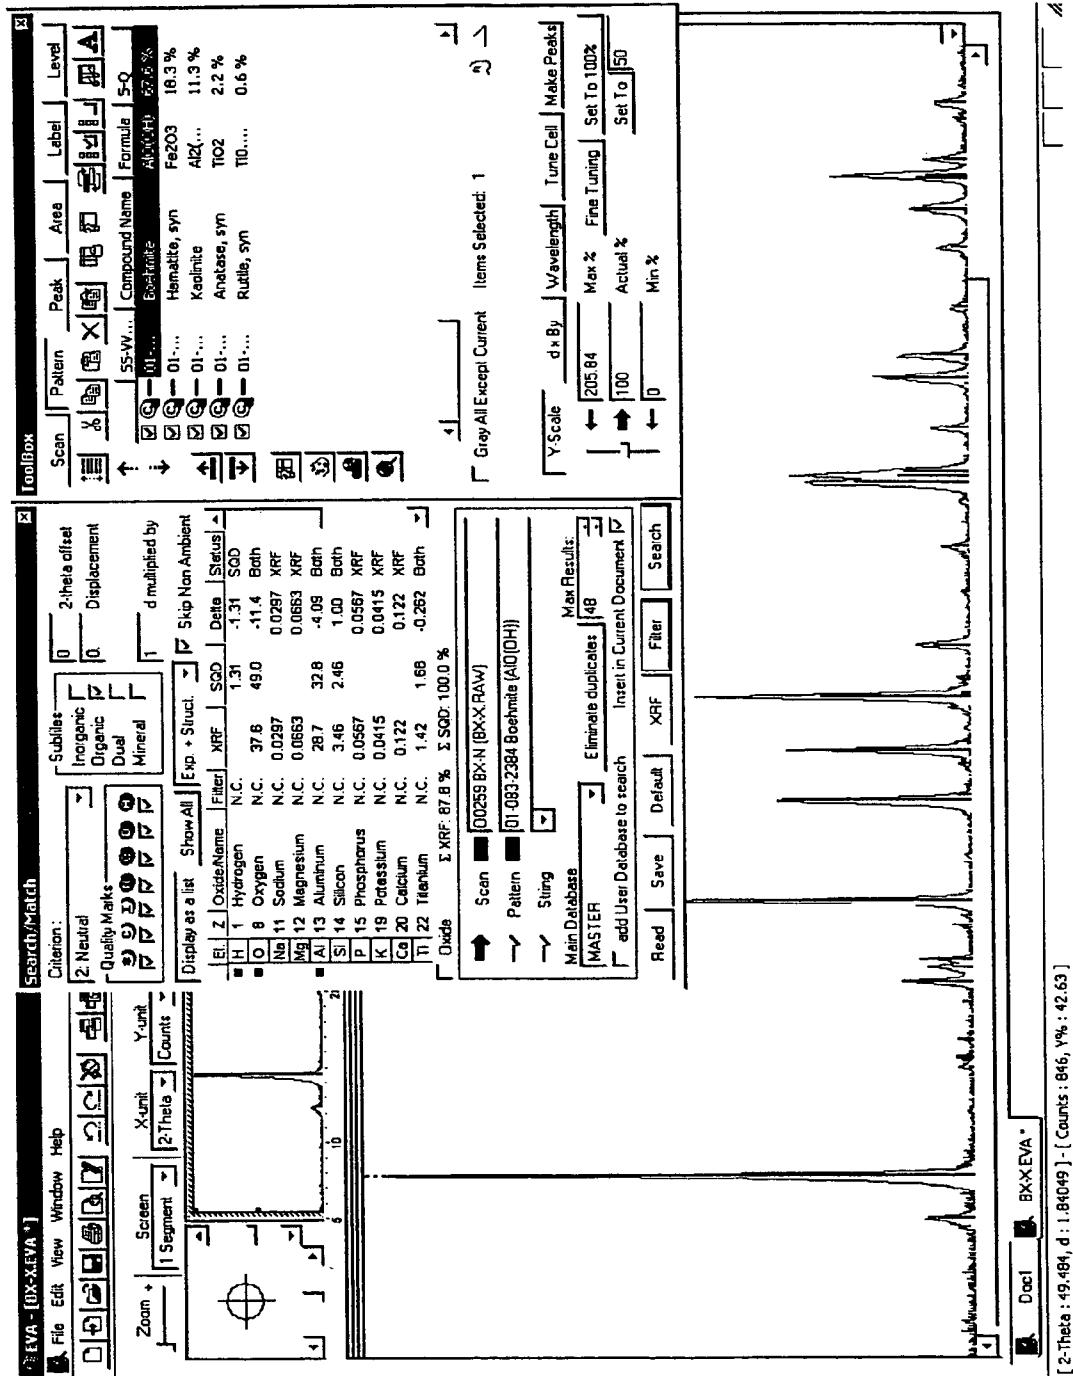 EVA - [BX-X.EVA *]
File Edit View Window Help
Zoom +
Screen
1 Segment
X-unit
2-Theta
Y-unit
Counts
6
10
Search/Match
Criterion:
2: Neutral
Quality Marks
Subfiles
Inorganic
Organic
Dual
Mineral
0 2-theta offset
0. Displacement
1 d multiplied by
Display as a list Show All Exp. + Struct. Skip Non Ambient
El. Z Oxide/Name Filter XRF SQD Delta Status
H 1 Hydrogen N.C. 1.31 -1.31 SQD
O 8 Oxygen N.C. 37.6 49.0 -11.4 Both
Na 11 Sodium N.C. 0.0297 0.0297 XRF
Mg 12 Magnesium N.C. 0.0663 0.0663 XRF
Al 13 Aluminum N.C. 28.7 32.8 -4.09 Both
Si 14 Silicon N.C. 3.46 2.46 1.00 Both
P 15 Phosphorus N.C. 0.0567 0.0567 XRF
K 19 Potassium N.C. 0.0415 0.0415 XRF
Ca 20 Calcium N.C. 0.122 0.122 XRF
Ti 22 Titanium N.C. 1.42 1.68 -0.262 Both
Oxide Σ XRF: 87.8 % Σ SQD: 100.0 %
Scan D0259 BX-N (BX-X.RAW)
Pattern 01-083-2384 Boehmite (AlO(OH))
String
Main Database
MASTER
Eliminate duplicates
Max Results:
48
add User Database to search
Insert in Current Document
Read Save Default XRF Filter Search
ToolBox
Scan Pattern Peak Area Label Level
SS-VV... Compound Name Formula S-Q
01-... Boehmite AlO(OH) 67.6 %
01-... Hematite, syn Fe2O3 18.3 %
01-... Kaolinite Al2(... 11.3 %
01-... Anatase, syn TiO2 2.2 %
01-... Rutile, syn Ti0.... 0.6 %
Gray All Except Current Items Selected: 1
Y-Scale d x By Wavelength Tune Cell Make Peaks
205.84 Max % Fine Tuning Set To 100%
100 Actual % Set To 50
0 Min %
Doc1 BX-X.EVA *
[ 2-Theta : 49.484, d : 1.84049 ] - [ Counts : 846, Y% : 42.63 ]